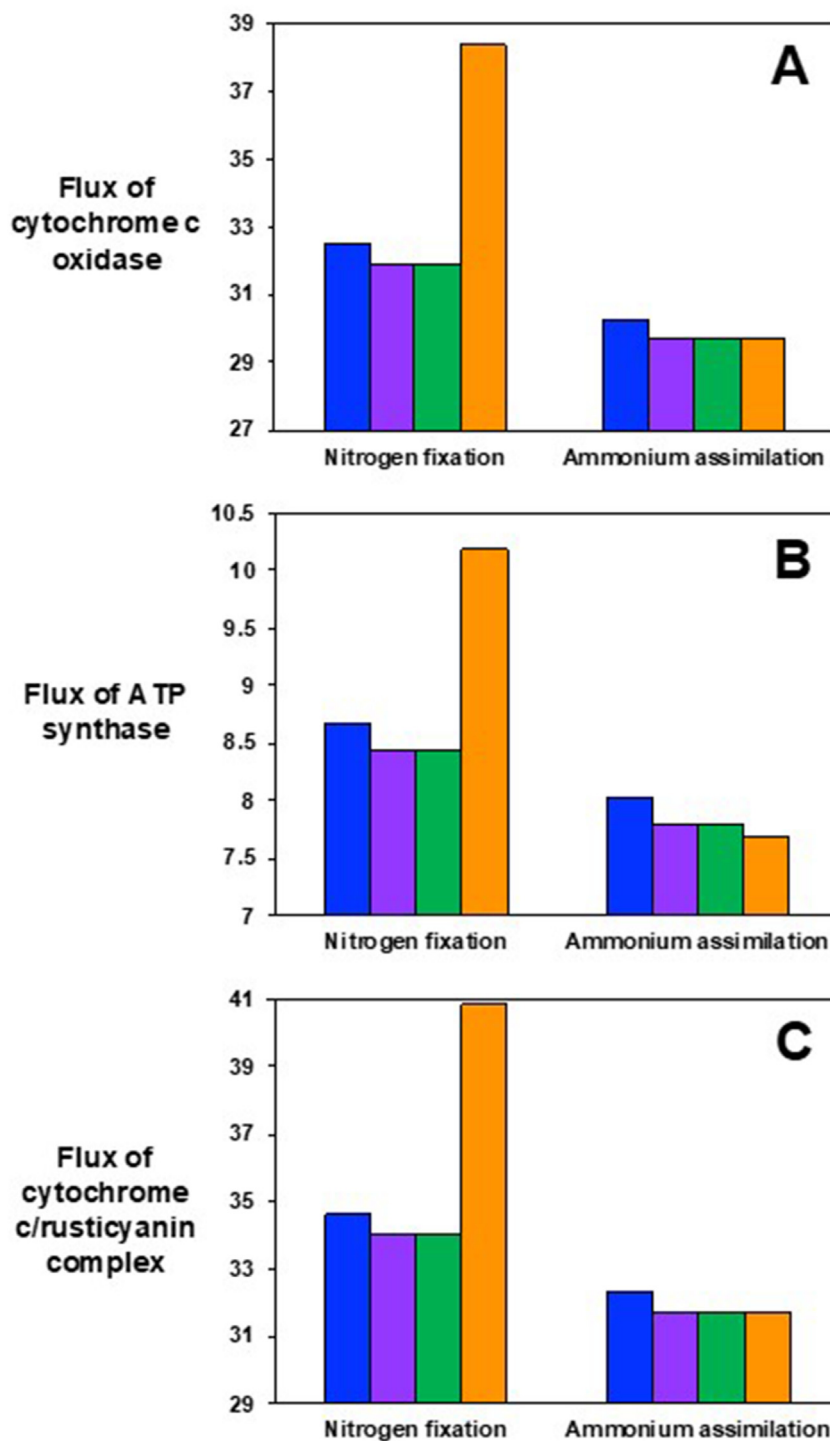 A
39
37
35
33
31
29
27
Flux of
cytochrome c
oxidase
Nitrogen fixation
Ammonium assimilation
B
10.5
10
9.5
9
8.5
8
7.5
7
Flux of ATP
synthase
Nitrogen fixation
Ammonium assimilation
C
41
39
37
35
33
31
29
Flux of
cytochrome
c/rusticyanin
complex
Nitrogen fixation
Ammonium assimilation